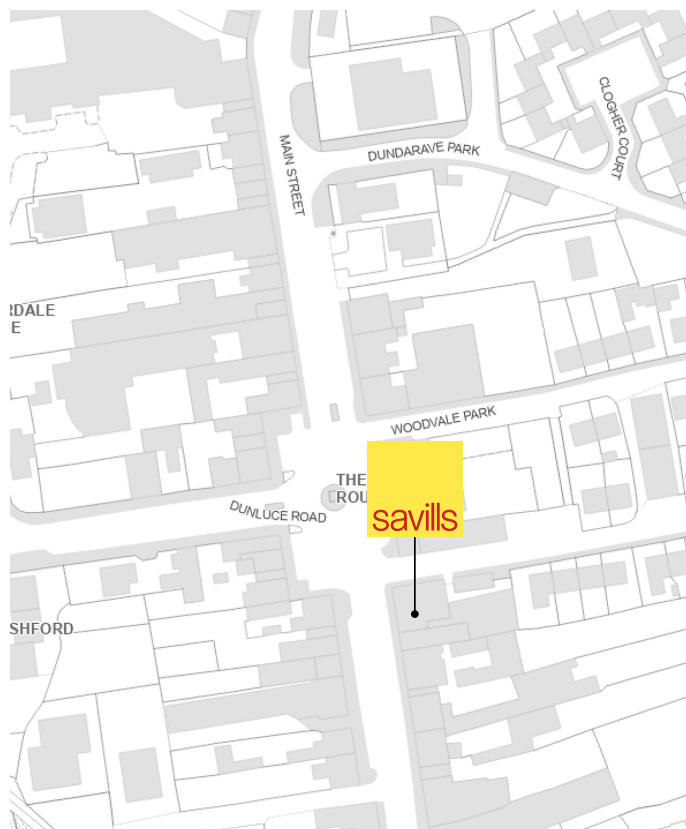 CLOGHER COURT
DUNDARAVE PARK
MAIN STREET
RDALE
E
WOODVALE PARK
THE
ROU
savills
DUNLUCE ROAD
SHFORD